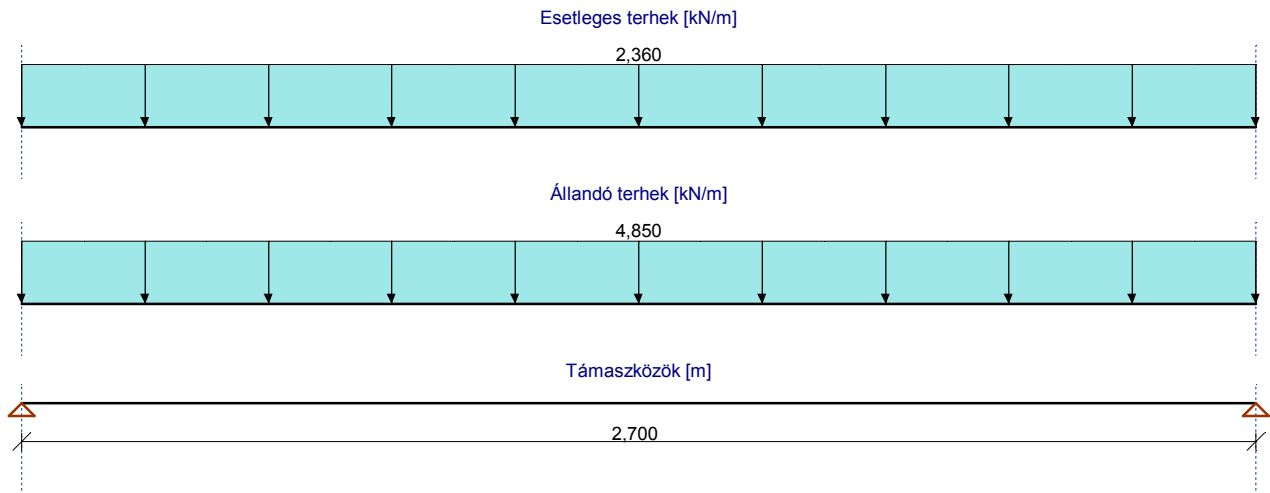 Esetleges terhek [kN/m]
2,360
Állandó terhek [kN/m]
4,850
Támaszközök [m]
2,700